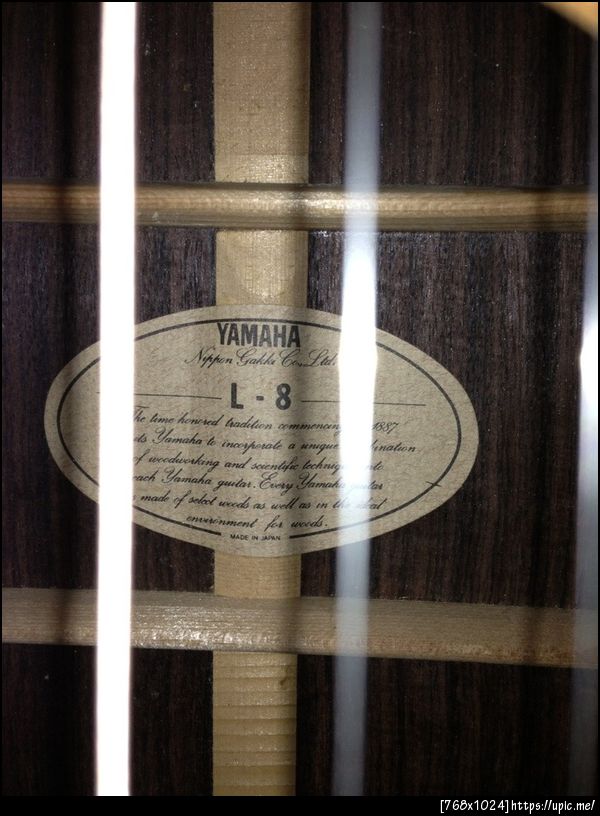 YAMAHA
Nippon Gakki Co., Ltd.
L-8
The time honored tradition commencing 1887
Yamaha to incorporate a unique
of woodworking and scientific
each Yamaha guitar. Every Yamaha guitar
made of select woods as well as in the ideal
environment for woods.
MADE IN JAPAN
[768x1024]https://upic.me/